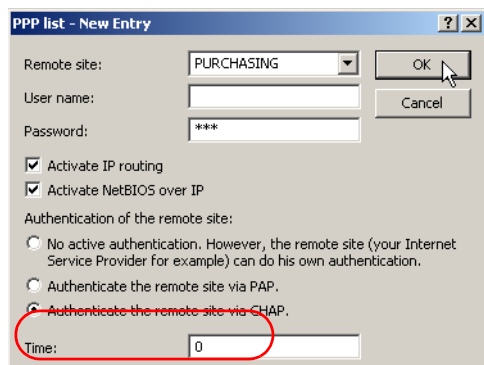 PPP list - New Entry
Remote site: PURCHASING OK
User name: Cancel
Password: ***
Activate IP routing
Activate NetBIOS over IP
Authentication of the remote site:
No active authentication. However, the remote site (your Internet
Service Provider for example) can do his own authentication.
Authenticate the remote site via PAP.
Authenticate the remote site via CHAP.
Time: 0